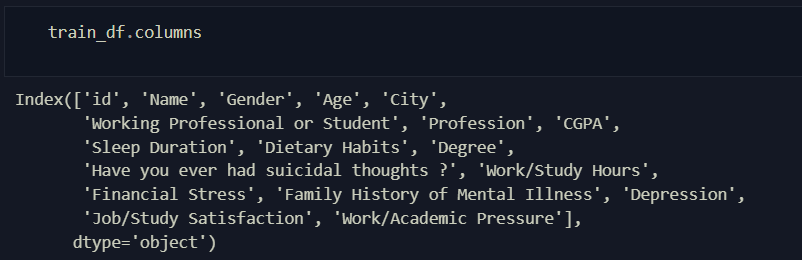 train_df.columns
Index(['id', 'Name', 'Gender', 'Age', 'City',
'Working Professional or Student', 'Profession', 'CGPA',
'Sleep Duration', 'Dietary Habits', 'Degree',
'Have you ever had suicidal thoughts ?', 'Work/Study Hours',
'Financial Stress', 'Family History of Mental Illness', 'Depression',
'Job/Study Satisfaction', 'Work/Academic Pressure'],
dtype='object')